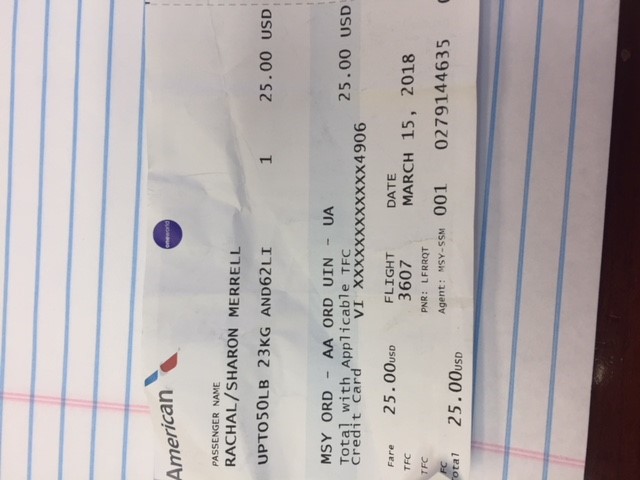 American
oneworld
PASSENGER NAME
RACHAL/SHARON MERRELL
UPTO50LB 23KG AND62LI 1 25.00 USD
MSY ORD - AA ORD UIN - UA
Total with Applicable TFC 25.00 USD
Credit Card VI XXXXXXXXXXXX4906
Fare 25.00USD FLIGHT DATE
TFC 3607 MARCH 15, 2018
TFC PNR: LFRRQT
Agent: MSY-SSM 001 0279144635
otal 25.00USD